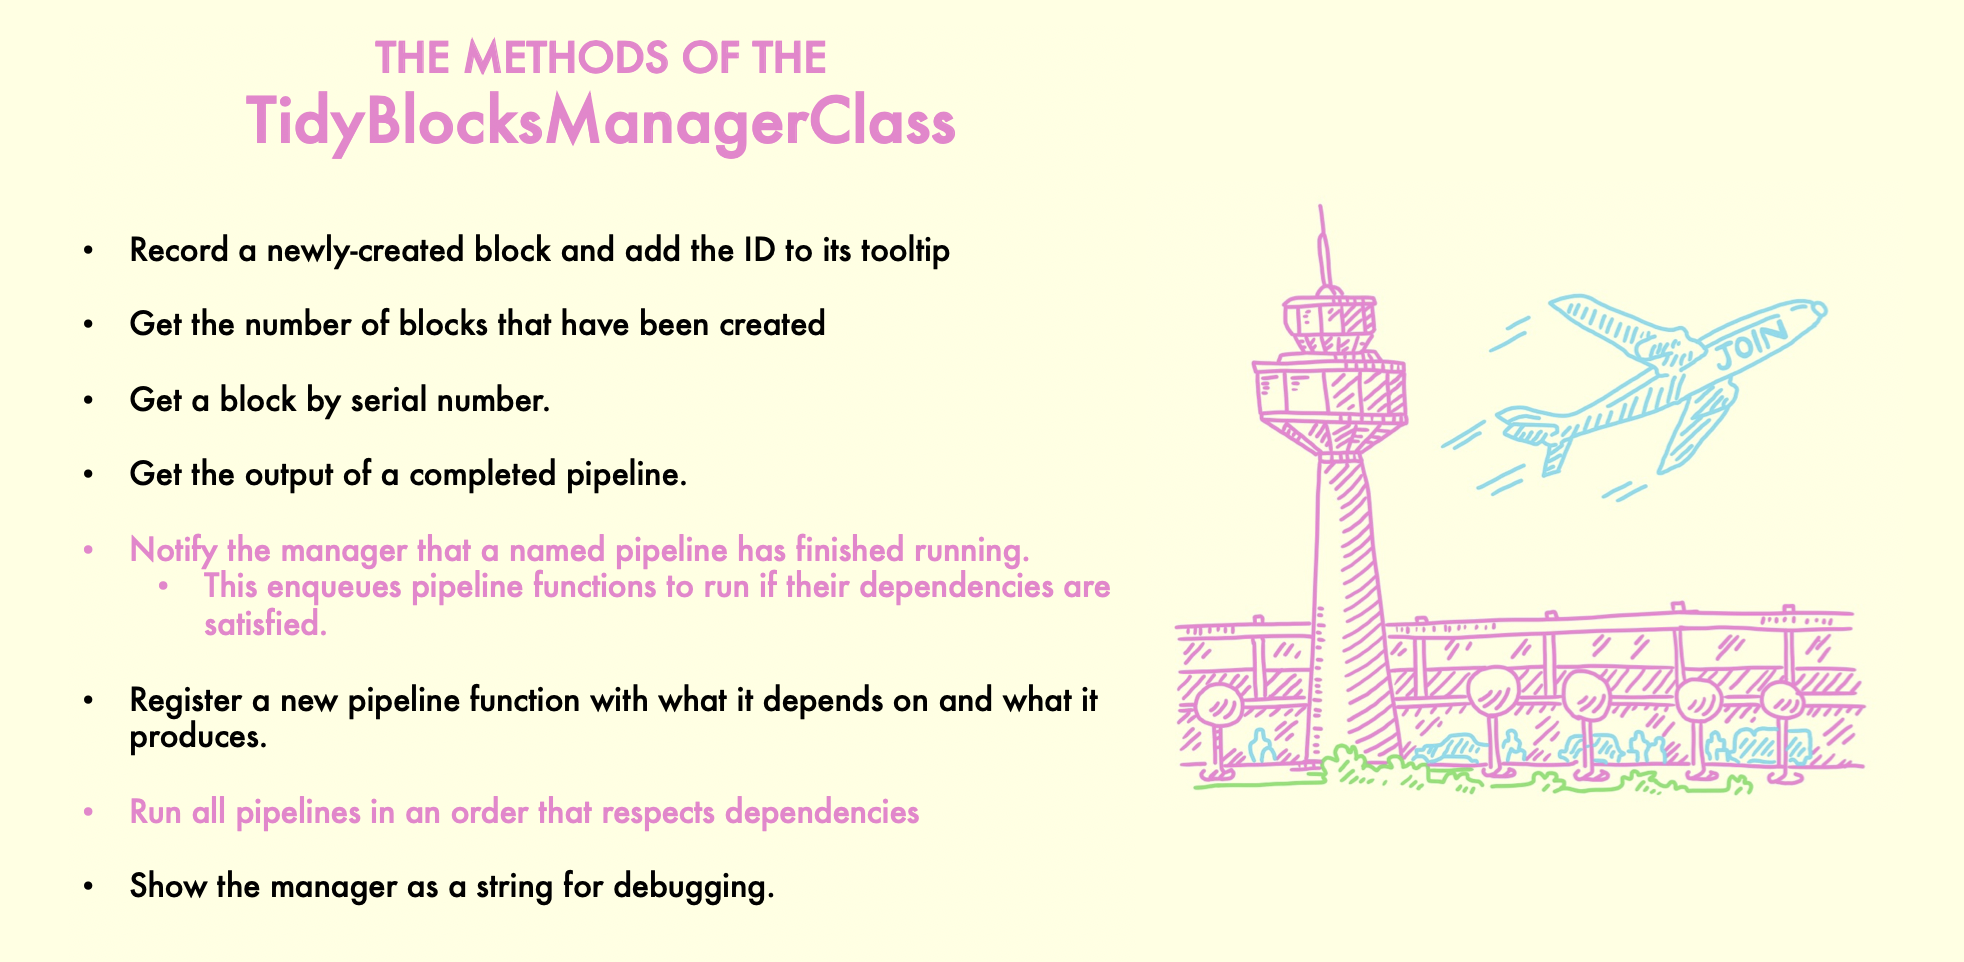 THE METHODS OF THE
TidyBlocksManagerClass
• Record a newly-created block and add the ID to its tooltip
• Get the number of blocks that have been created
• Get a block by serial number.
• Get the output of a completed pipeline.
• Notify the manager that a named pipeline has finished running.
• This enqueues pipeline functions to run if their dependencies are
satisfied.
• Register a new pipeline function with what it depends on and what it
produces.
• Run all pipelines in an order that respects dependencies
• Show the manager as a string for debugging.
JOIN